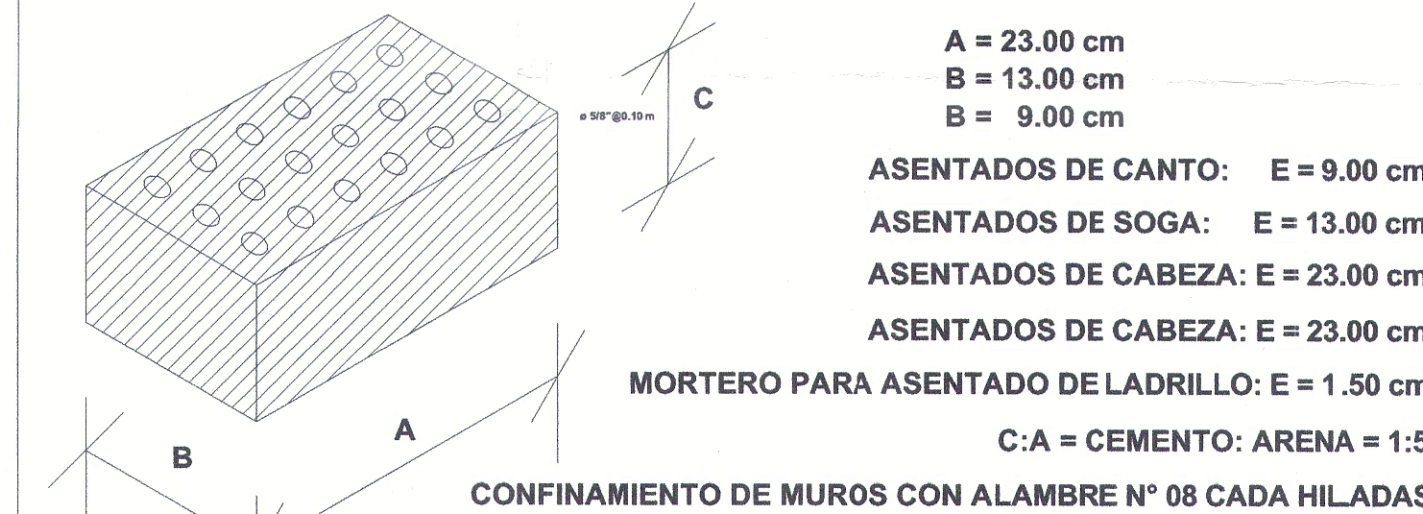 A = 23.00 cm
B = 13.00 cm
B = 9.00 cm
C
ø 5/8"@0.10 m
ASENTADOS DE CANTO: E = 9.00 cm
ASENTADOS DE SOGA: E = 13.00 cm
ASENTADOS DE CABEZA: E = 23.00 cm
ASENTADOS DE CABEZA: E = 23.00 cm
MORTERO PARA ASENTADO DE LADRILLO: E = 1.50 cm
A
C:A = CEMENTO: ARENA = 1:5
B
CONFINAMIENTO DE MUROS CON ALAMBRE N° 08 CADA HILADAS